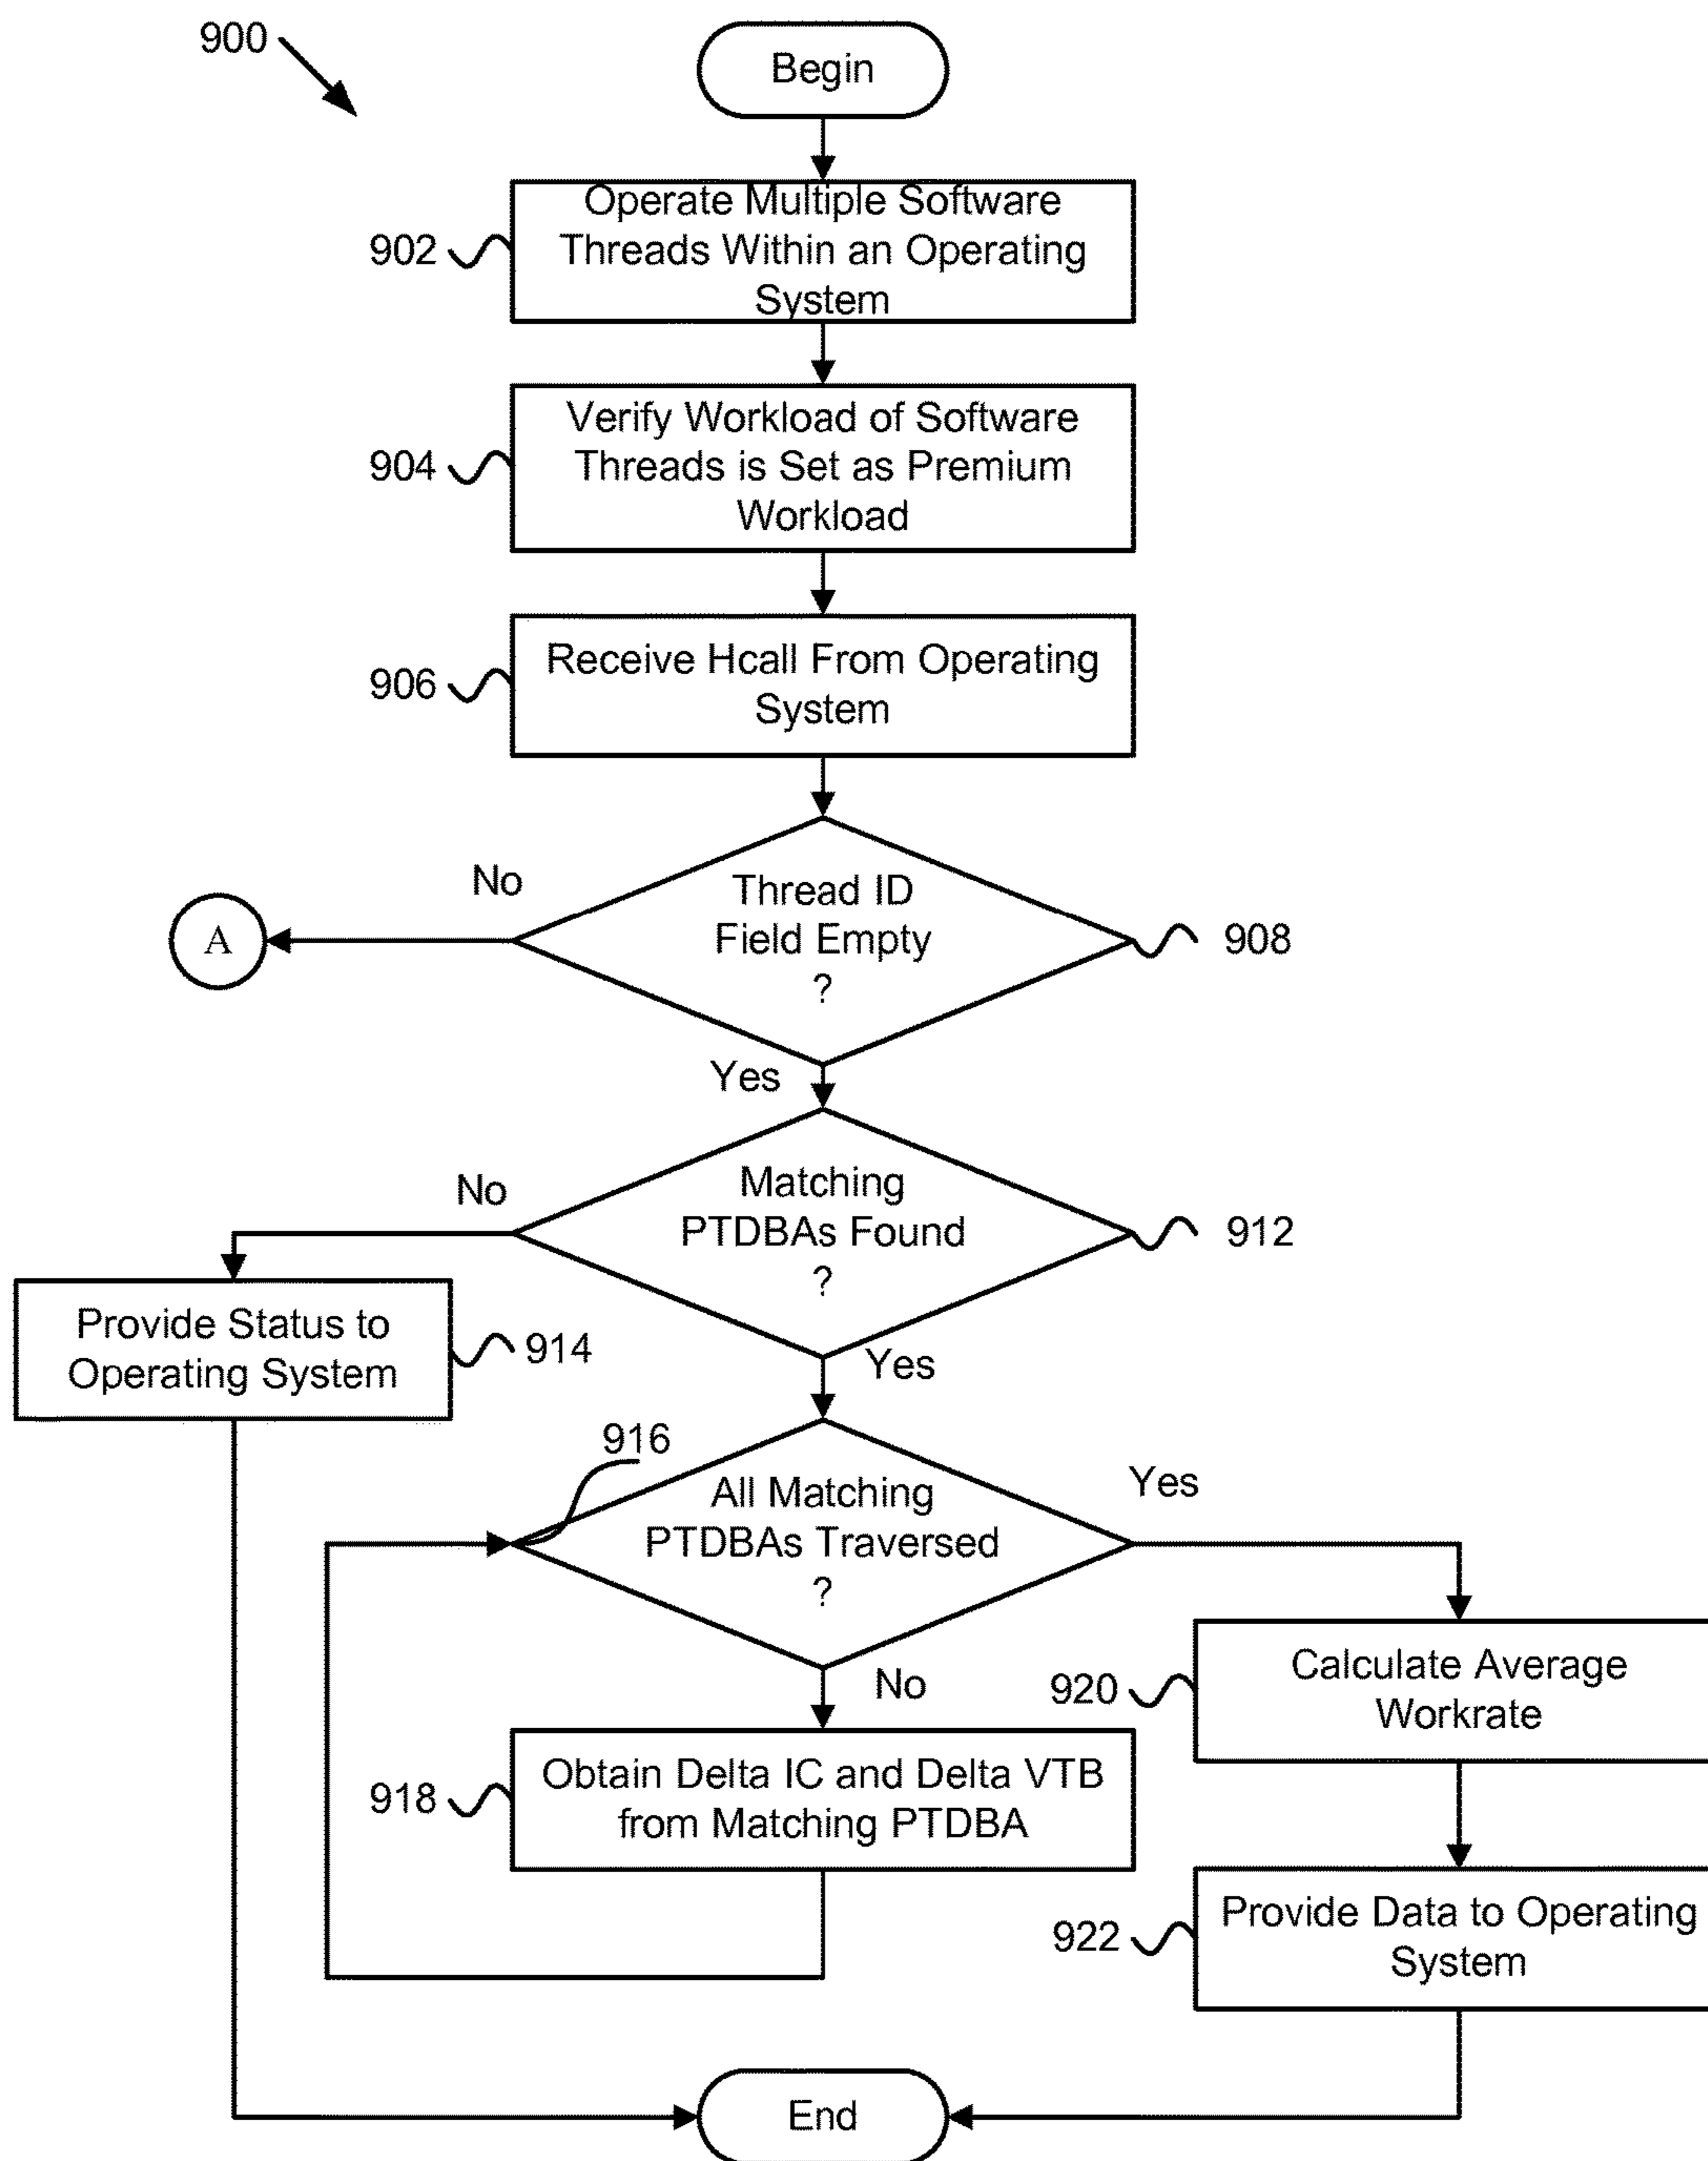 900
Begin
Operate Multiple Software
Threads Within an Operating
System
902
Verify Workload of Software
Threads is Set as Premium
Workload
904
Receive Hcall From Operating
System
906
No
Thread ID
Field Empty
?
A
908
Yes
No
Matching
PTDBAs Found
?
912
Provide Status to
Operating System
914
Yes
916
All Matching
PTDBAs Traversed
?
Yes
No
Calculate Average
Workrate
920
Obtain Delta IC and Delta VTB
from Matching PTDBA
918
Provide Data to Operating
System
922
End